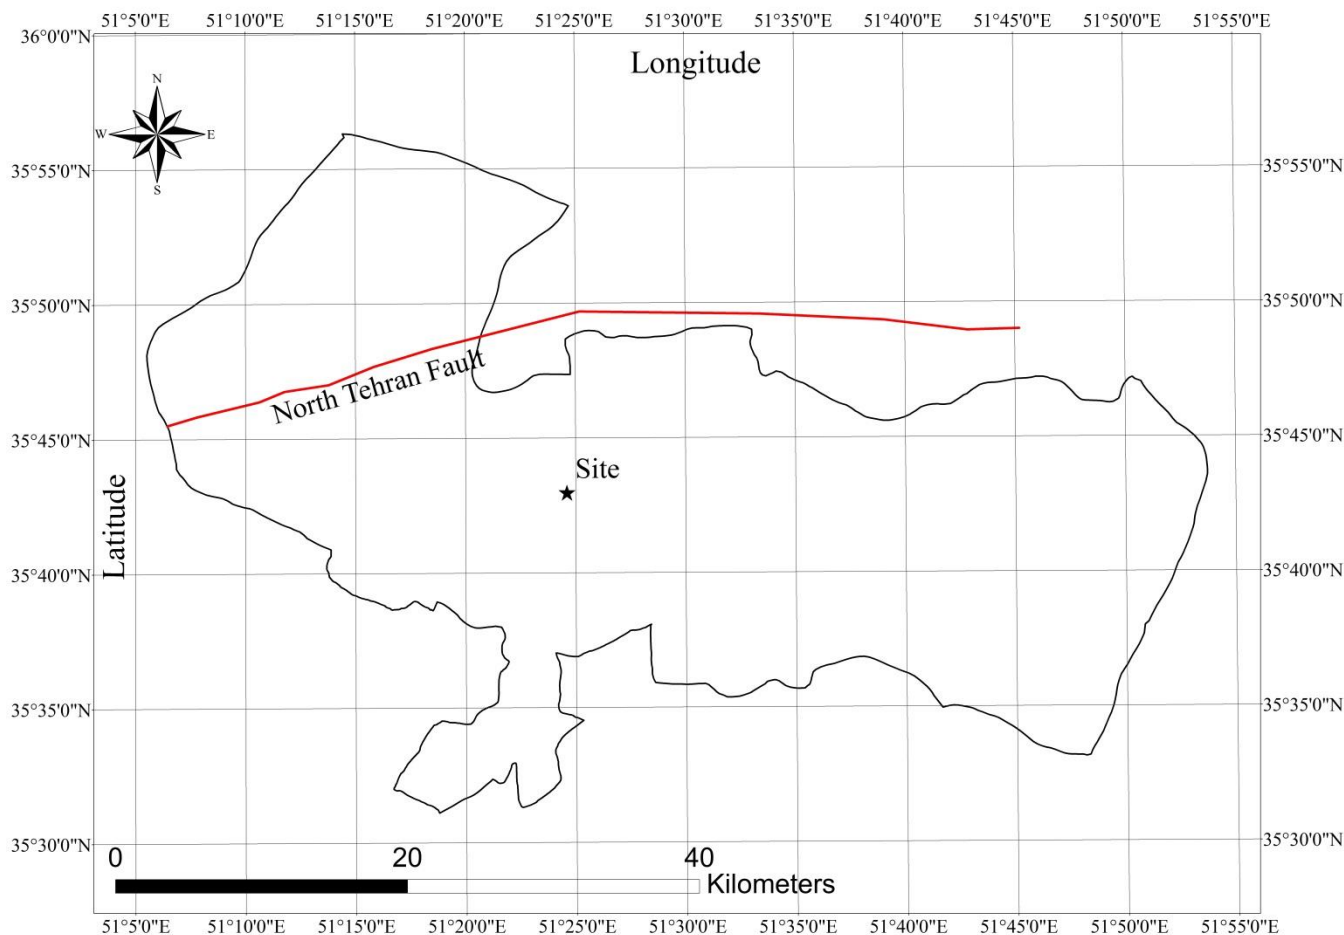 51°5'0"E 51°10'0"E 51°15'0"E 51°20'0"E 51°25'0"E 51°30'0"E 51°35'0"E 51°40'0"E 51°45'0"E 51°50'0"E 51°55'0"E
36°0'0"N
Longitude
N
W E
S
35°55'0"N 35°55'0"N
35°50'0"N 35°50'0"N
North Tehran Fault
35°45'0"N 35°45'0"N
Site
Latitude
35°40'0"N 35°40'0"N
35°35'0"N 35°35'0"N
35°30'0"N 35°30'0"N
0 20 40
Kilometers
51°5'0"E 51°10'0"E 51°15'0"E 51°20'0"E 51°25'0"E 51°30'0"E 51°35'0"E 51°40'0"E 51°45'0"E 51°50'0"E 51°55'0"E